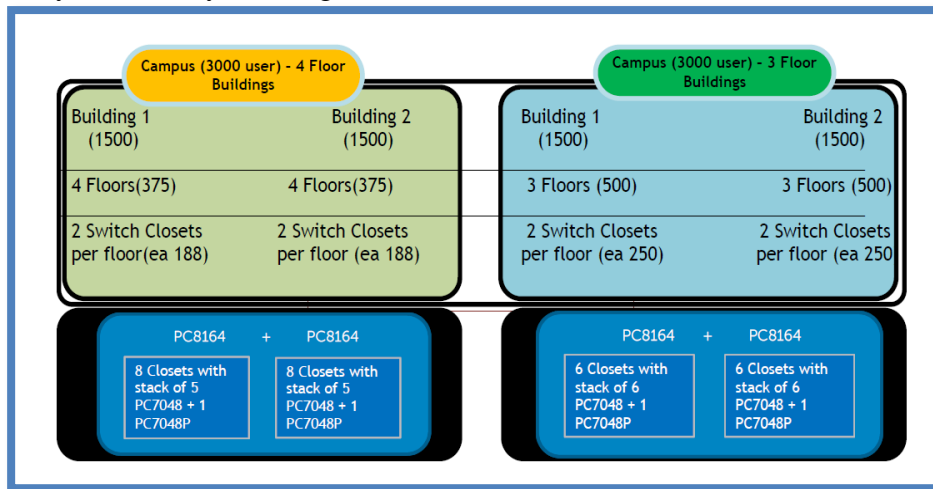 Campus (3000 user) - 4 Floor
Buildings
Campus (3000 user) - 3 Floor
Buildings
Building 1
(1500)
Building 2
(1500)
Building 1
(1500)
Building 2
(1500)
4 Floors(375)
4 Floors(375)
3 Floors (500)
3 Floors (500)
2 Switch Closets
per floor(ea 188)
2 Switch Closets
per floor (ea 188)
2 Switch Closets
per floor (ea 250)
2 Switch Closets
per floor (ea 250
PC8164 + PC8164
PC8164 + PC8164
8 Closets with
stack of 5
PC7048 + 1
PC7048P
8 Closets with
stack of 5
PC7048 + 1
PC7048P
6 Closets with
stack of 6
PC7048 + 1
PC7048P
6 Closets with
stack of 6
PC7048 + 1
PC7048P